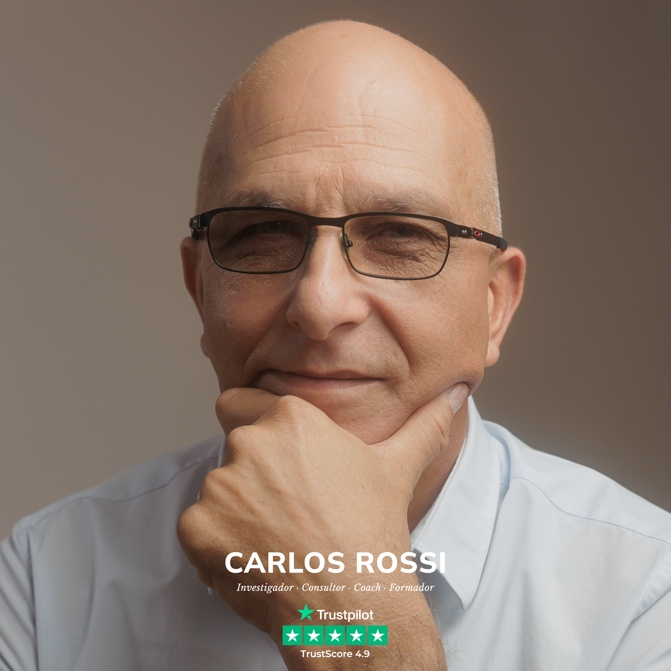 CARLOS ROSSI
Investigador · Consultor · Coach · Formador
Trustpilot
TrustScore 4.9